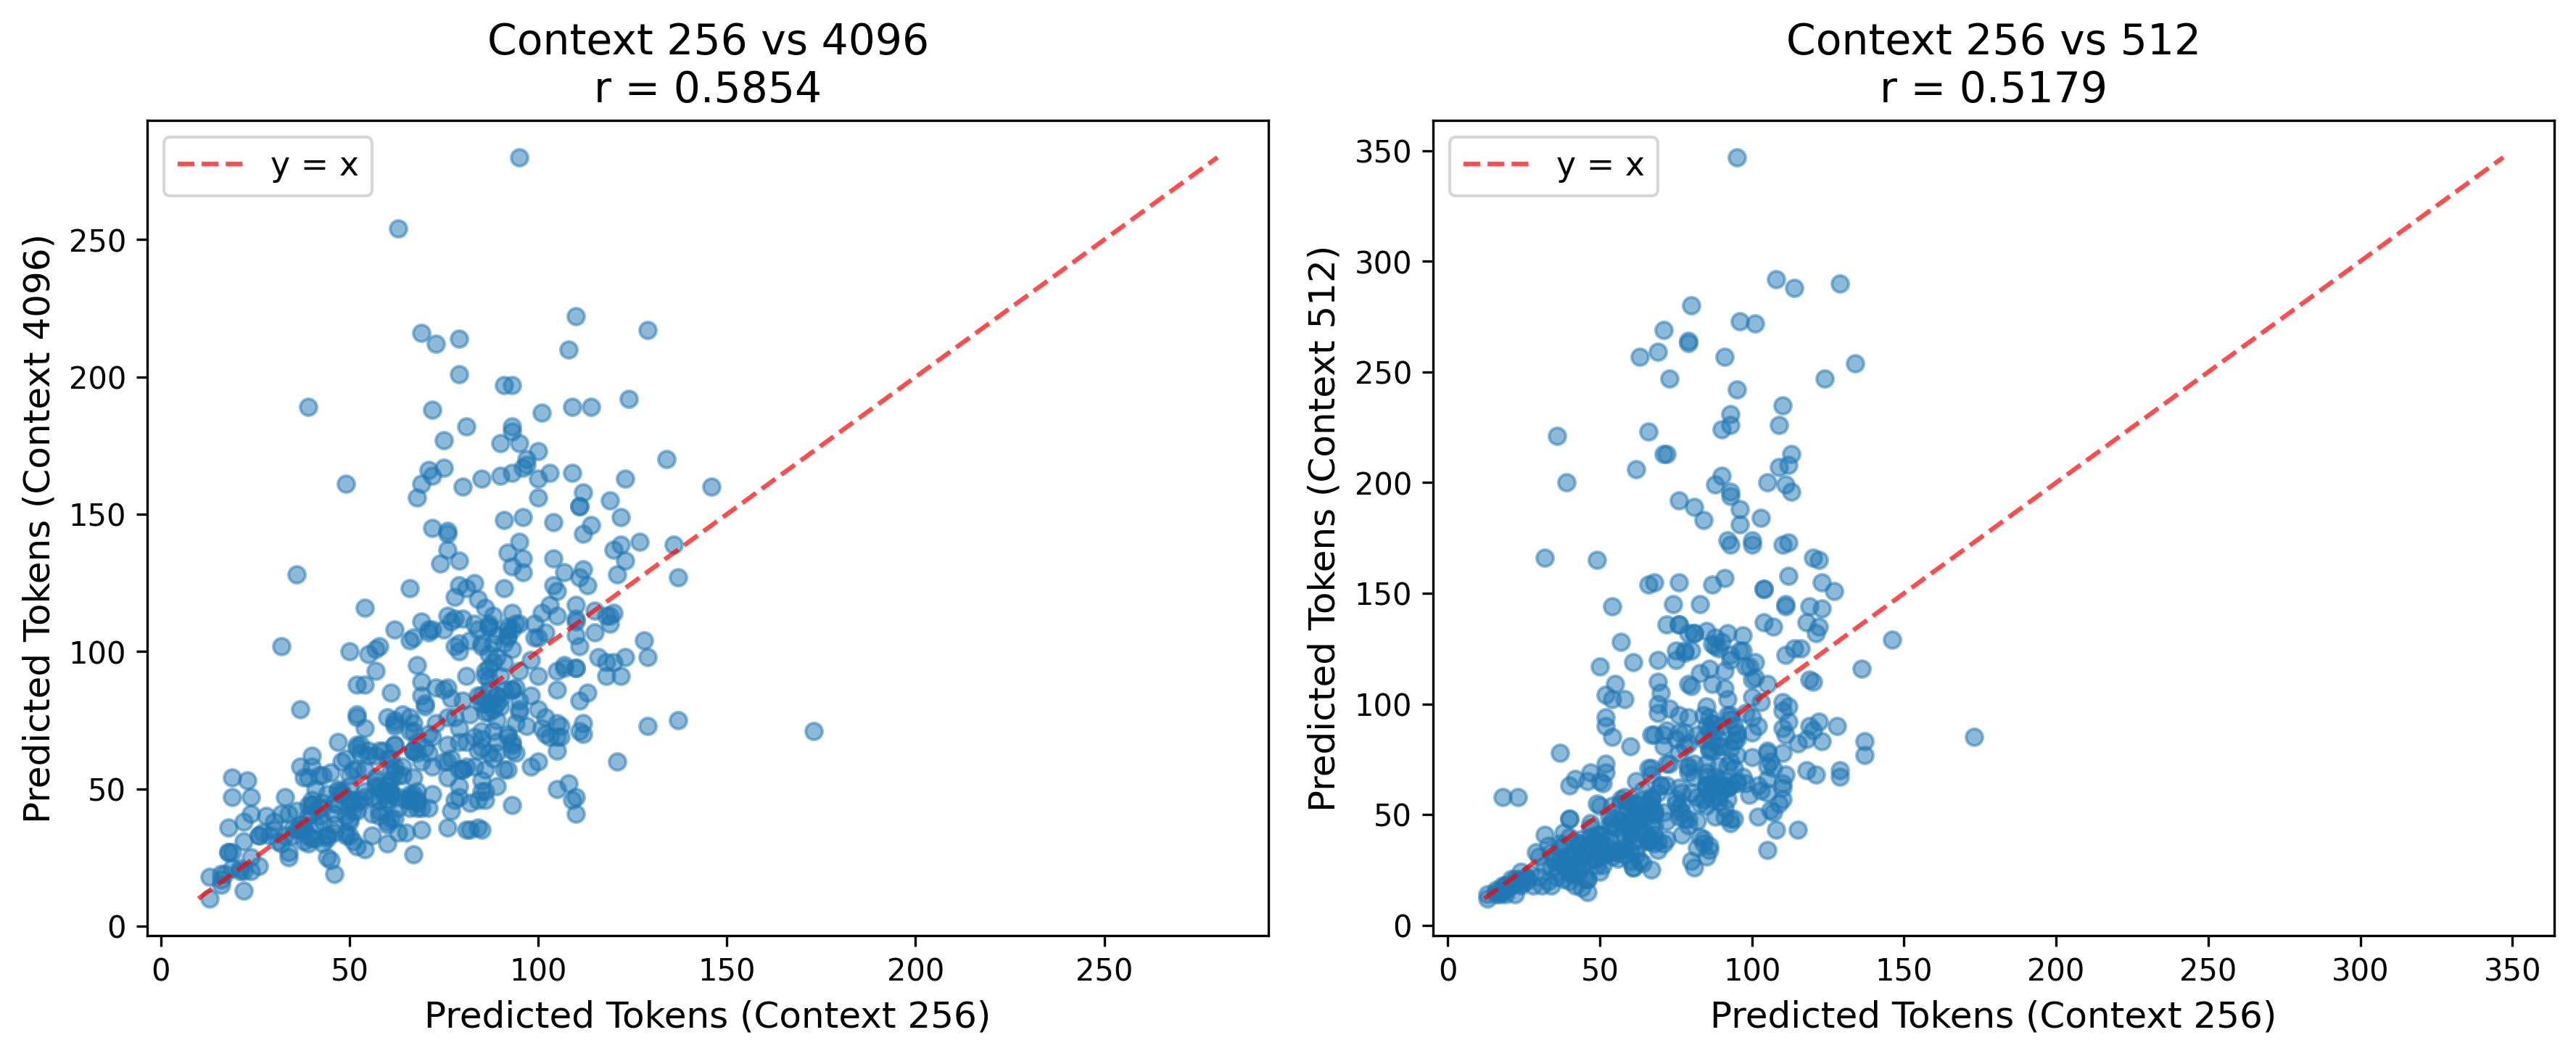 Context 256 vs 4096
r = 0.5854
y = x
250
200
150
100
50
0
Predicted Tokens (Context 4096)
0 50 100 150 200 250
Predicted Tokens (Context 256)
Context 256 vs 512
r = 0.5179
y = x
350
300
250
200
150
100
50
0
Predicted Tokens (Context 512)
0 50 100 150 200 250 300 350
Predicted Tokens (Context 256)